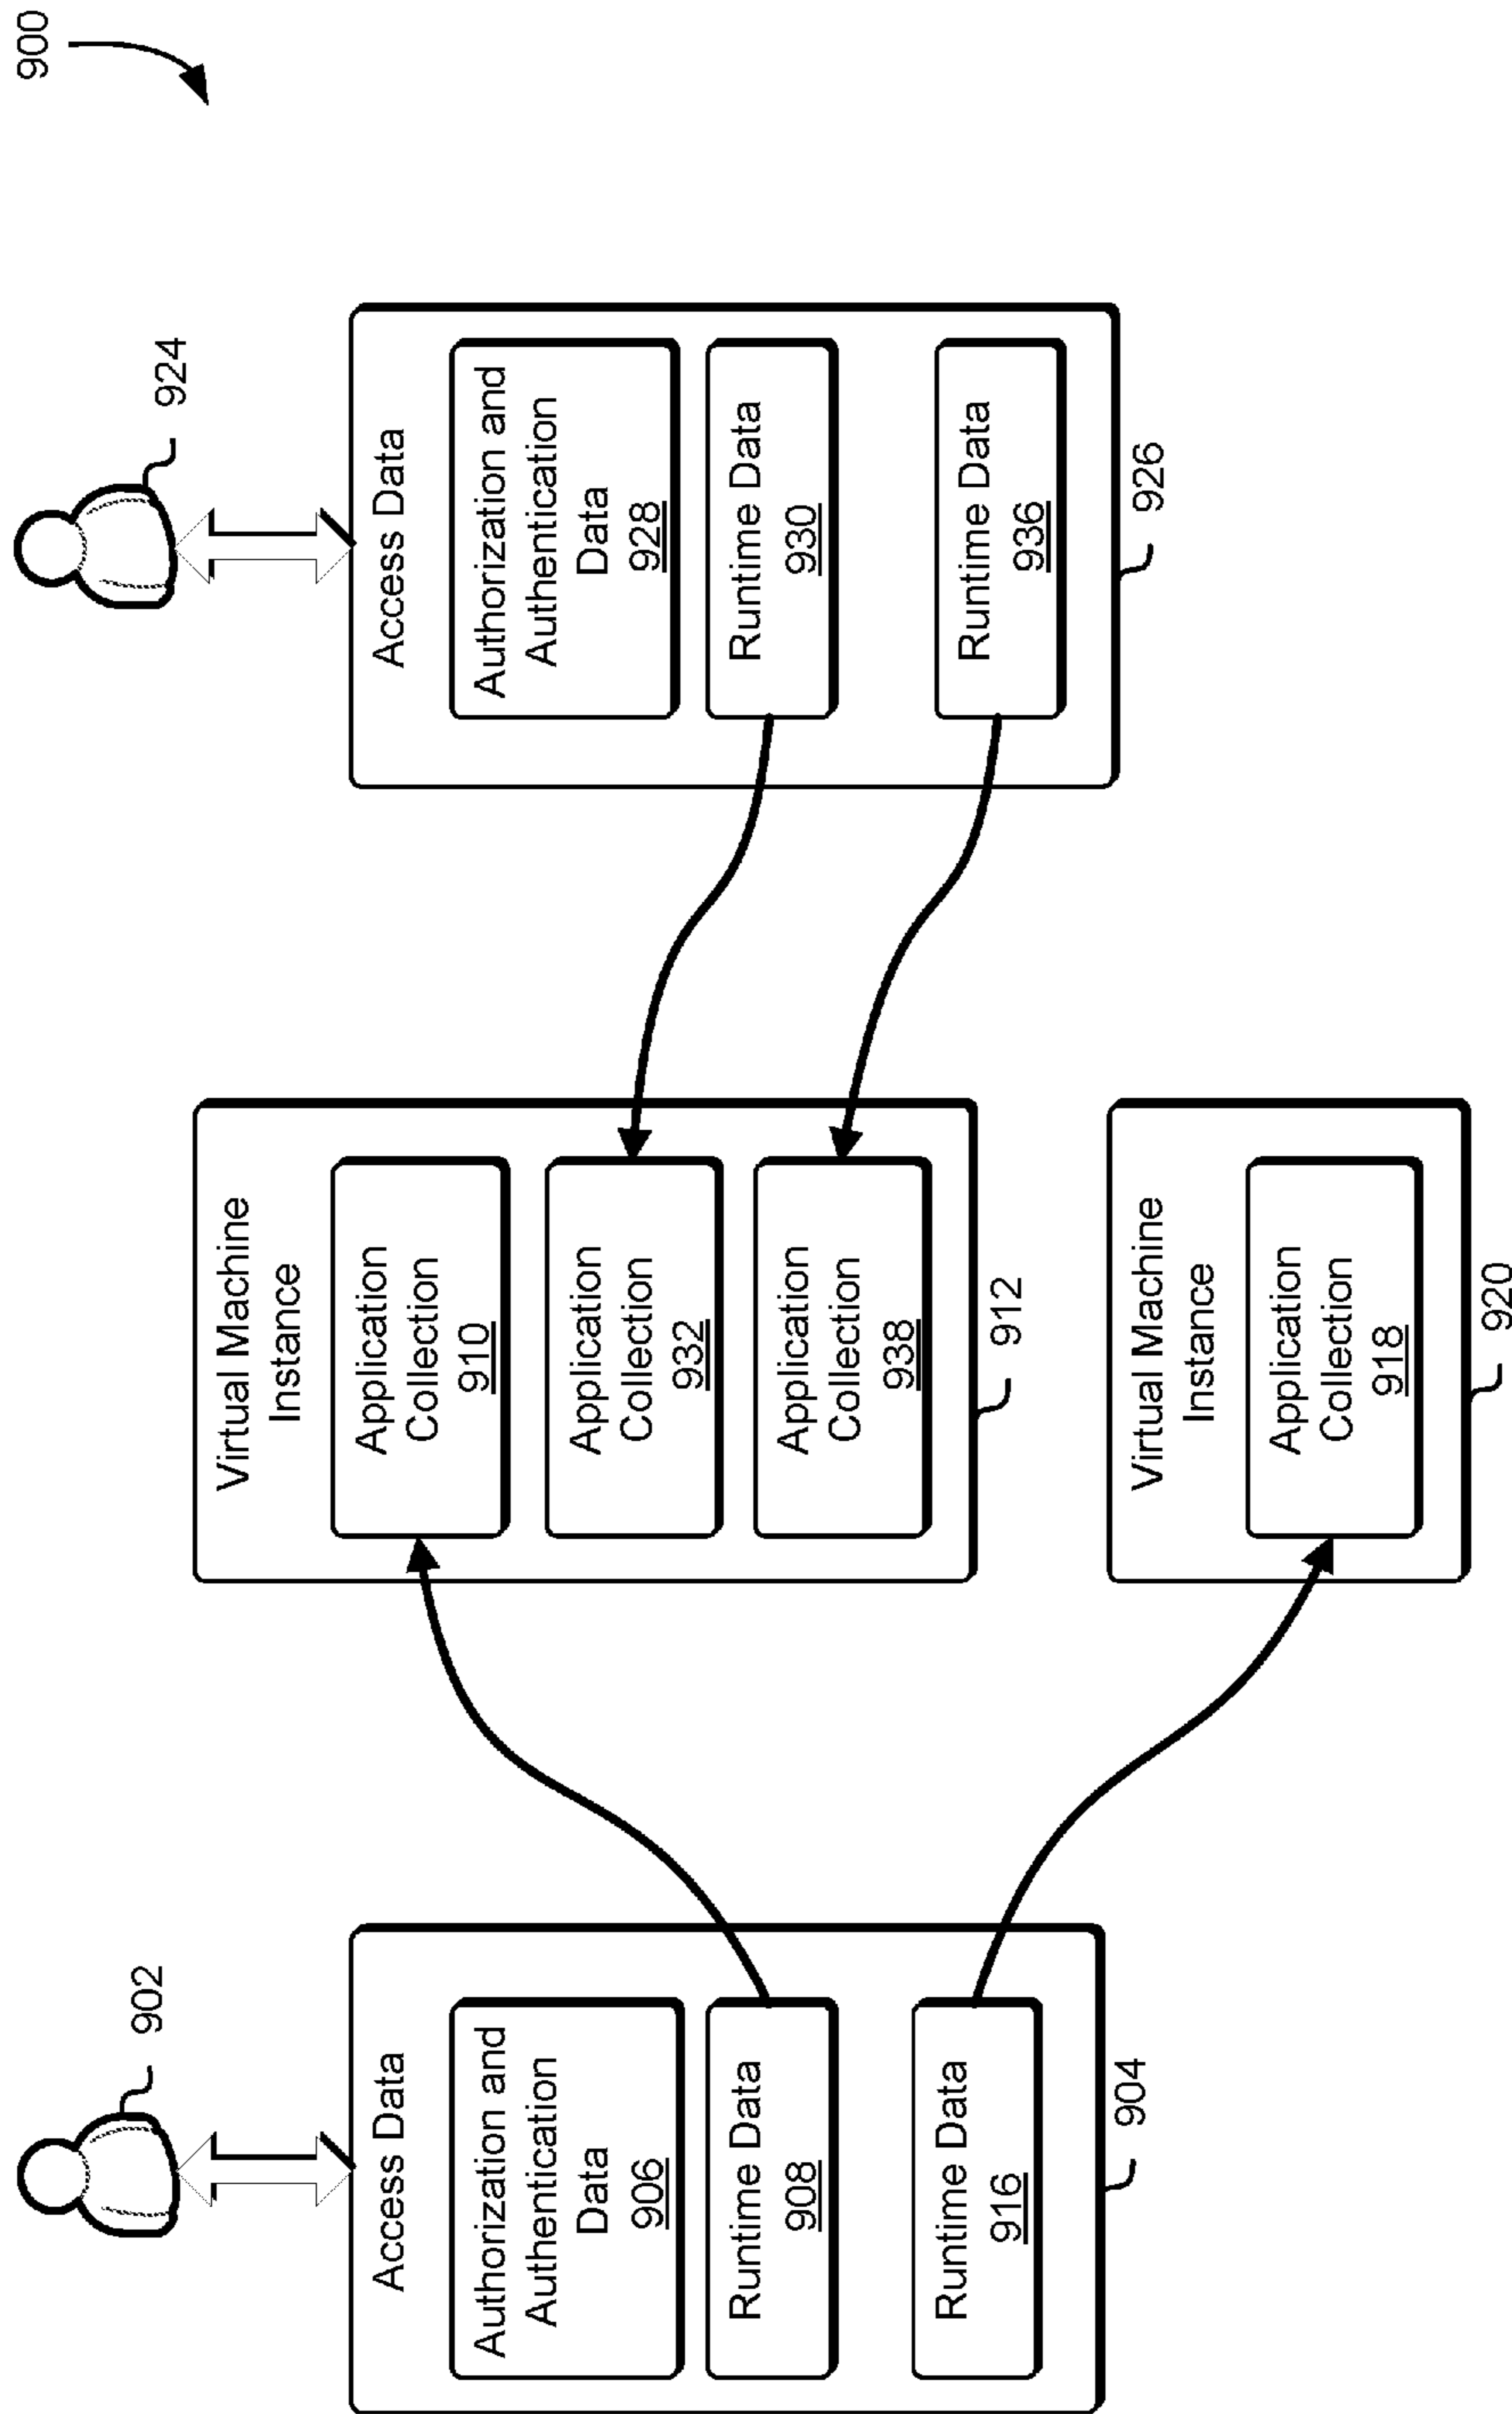 900
902
Access Data
Authorization and
Authentication
Data
906
Runtime Data
908
Runtime Data
916
904
Virtual Machine
Instance
Application
Collection
910
Application
Collection
932
Application
Collection
938
912
Virtual Machine
Instance
Application
Collection
918
920
924
Access Data
Authorization and
Authentication
Data
928
Runtime Data
930
Runtime Data
936
926